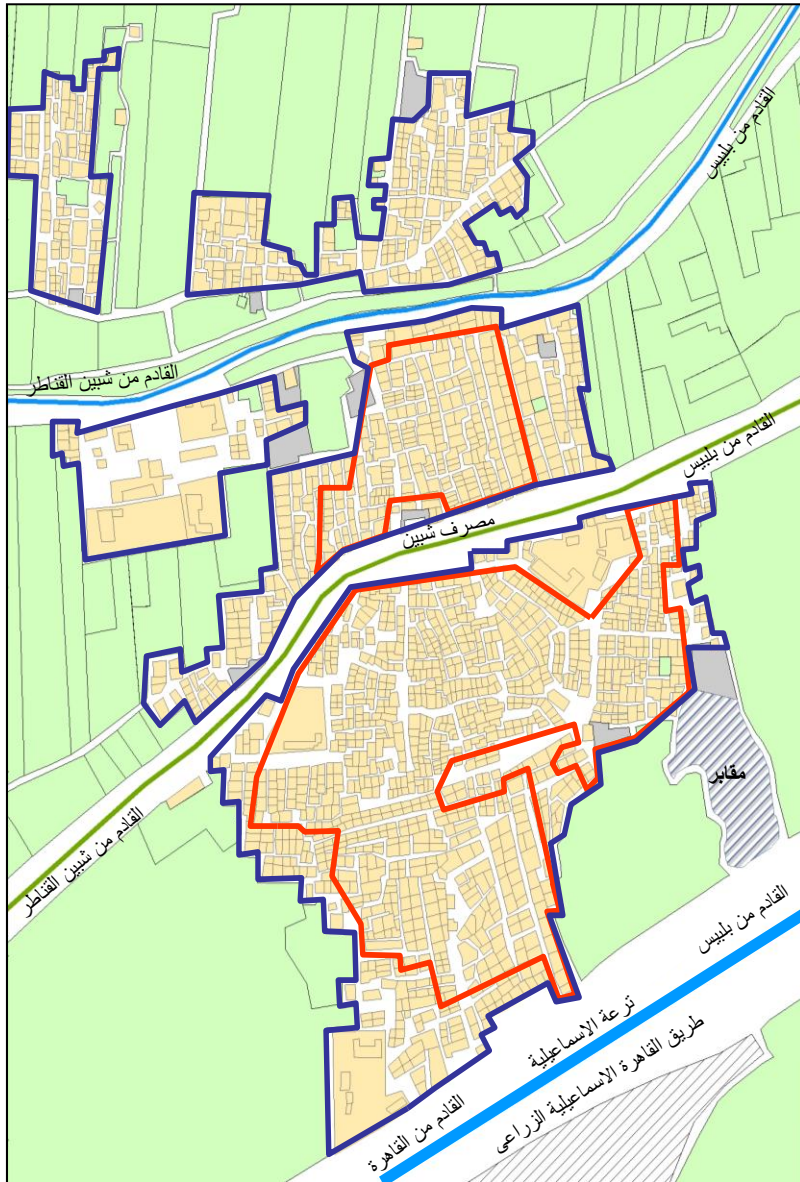 القادم من بلبيس
القادم من شبين القناطر
القادم من بلبيس
مصرف شبين
مقابر
القادم من شبين القناطر
القادم من بلبيس
ترعة الاسماعيلية
طريق القاهرة الاسماعيلية الزراعى
القادم من القاهرة